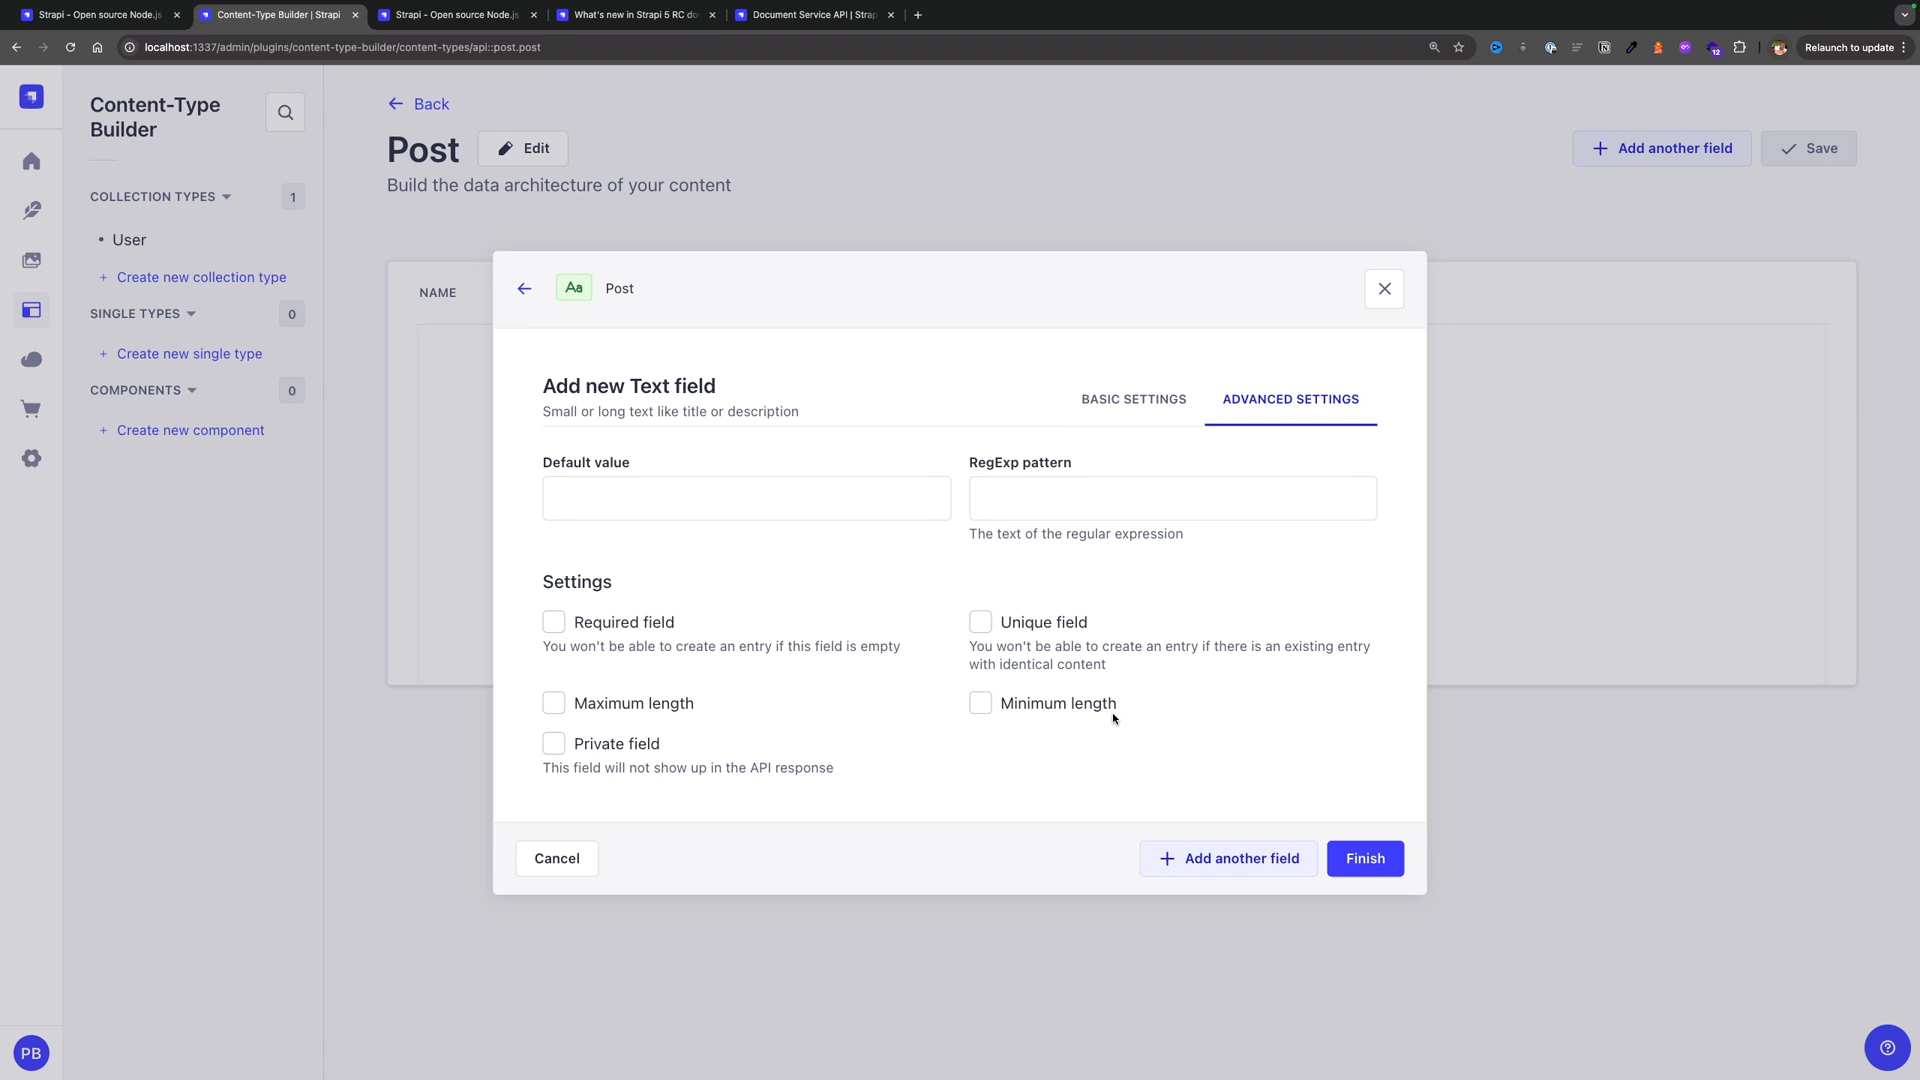 Strapi - Open source Node.js
Content-Type Builder | Strapi
Strapi - Open source Node.js
What's new in Strapi 5 RC do
Document Service API | Strap
localhost:1337/admin/plugins/content-type-builder/content-types/api::post.post
12
Relaunch to update
Content-Type
Builder
COLLECTION TYPES
1
User
+ Create new collection type
SINGLE TYPES
0
+ Create new single type
COMPONENTS
0
+ Create new component
PB
Back
Post
Edit
Build the data architecture of your content
Add another field
Save
NAME
Aa
Post
Add new Text field
Small or long text like title or description
BASIC SETTINGS
ADVANCED SETTINGS
Default value
RegExp pattern
The text of the regular expression
Settings
Required field
You won't be able to create an entry if this field is empty
Unique field
You won't be able to create an entry if there is an existing entry
with identical content
Maximum length
Minimum length
Private field
This field will not show up in the API response
Cancel
Add another field
Finish